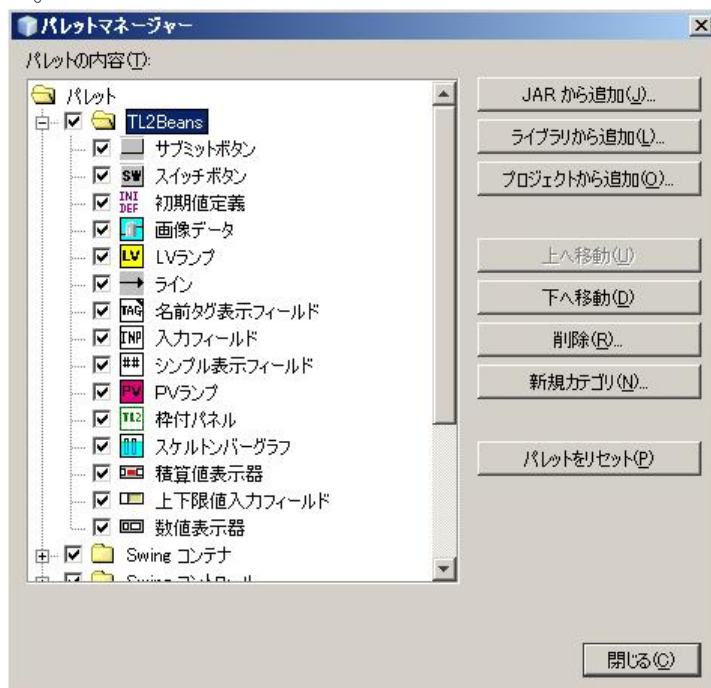 パレットマネージャー
パレットの内容(T):
パレット
TL2Beans
サブミットボタン
SW スイッチボタン
INI DEF 初期値定義
画像データ
LV LVランプ
ライン
TAG 名前タグ表示フィールド
INP 入力フィールド
## シンプル表示フィールド
PV PVランプ
TL2 枠付パネル
スケルトンバーグラフ
積算値表示器
上下限値入力フィールド
数値表示器
Swing コンテナ
JAR から追加(J)...
ライブラリから追加(L)...
プロジェクトから追加(O)...
上へ移動(U)
下へ移動(D)
削除(R)...
新規カテゴリ(N)...
パレットをリセット(P)
閉じる(C)